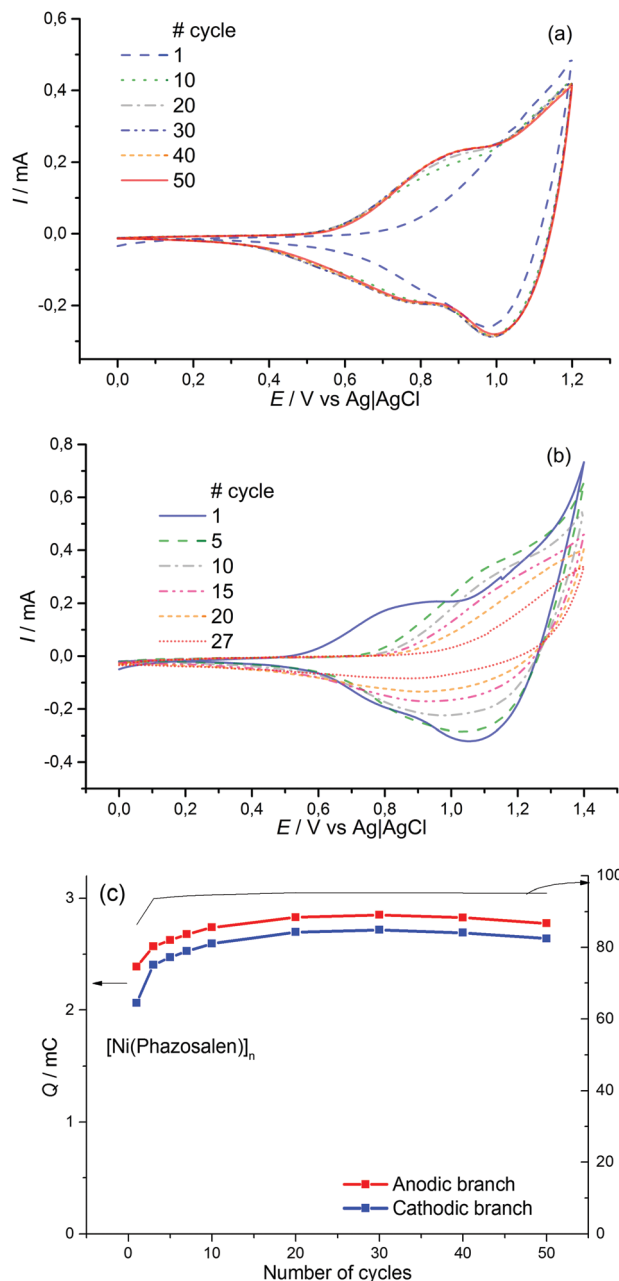 (a)
# cycle
1
10
20
30
40
50
0,6
0,4
0,2
0,0
-0,2
I / mA
0,0 0,2 0,4 0,6 0,8 1,0 1,2
E / V vs Ag|AgCl
(b)
# cycle
1
5
10
15
20
27
0,8
0,6
0,4
0,2
0,0
-0,2
-0,4
I / mA
0,0 0,2 0,4 0,6 0,8 1,0 1,2 1,4
E / V vs Ag|AgCl
(c)
3
2
1
0
Q / mC
100
80
60
40
20
0
[Ni(Phazosalen)]n
Anodic branch
Cathodic branch
0 10 20 30 40 50
Number of cycles